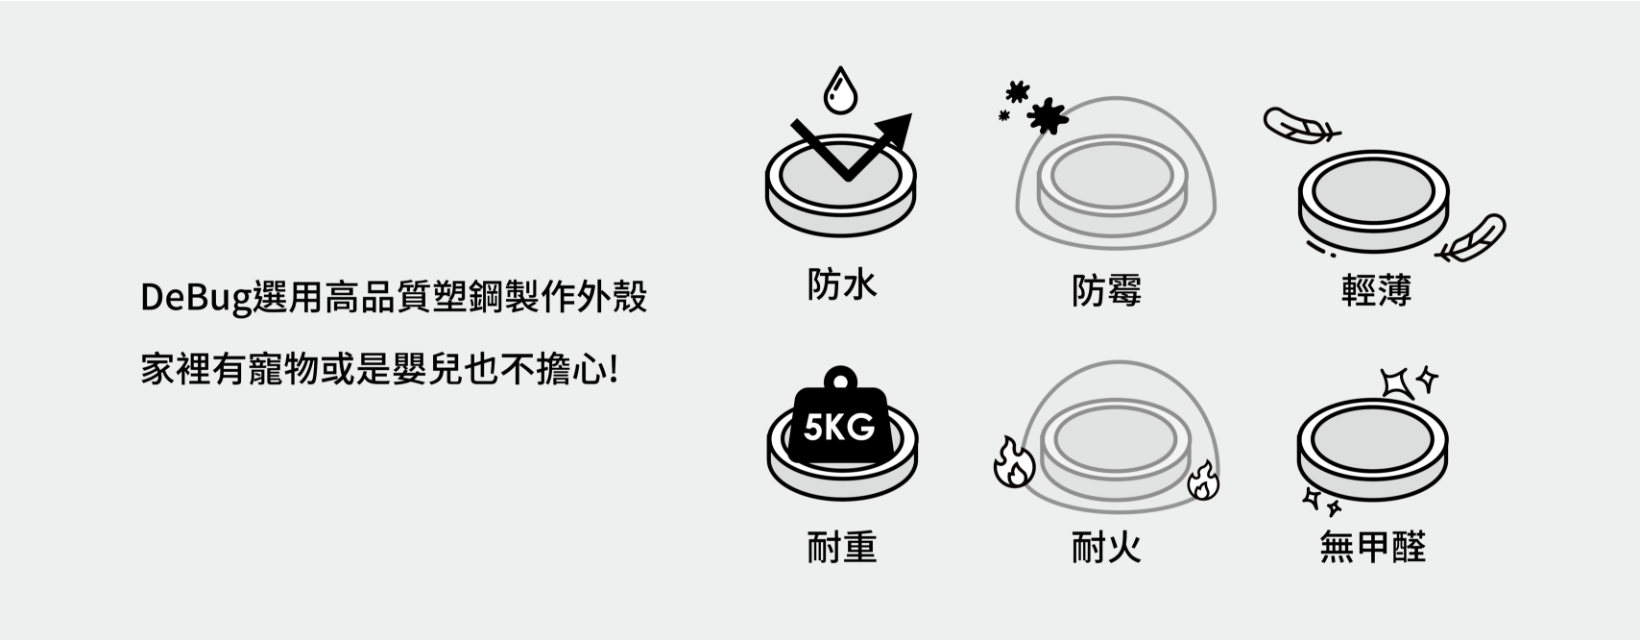 DeBug選用高品質塑鋼製作外殼
家裡有寵物或是嬰兒也不擔心!
防水
防霉
輕薄
5KG
耐重
耐火
無甲醛